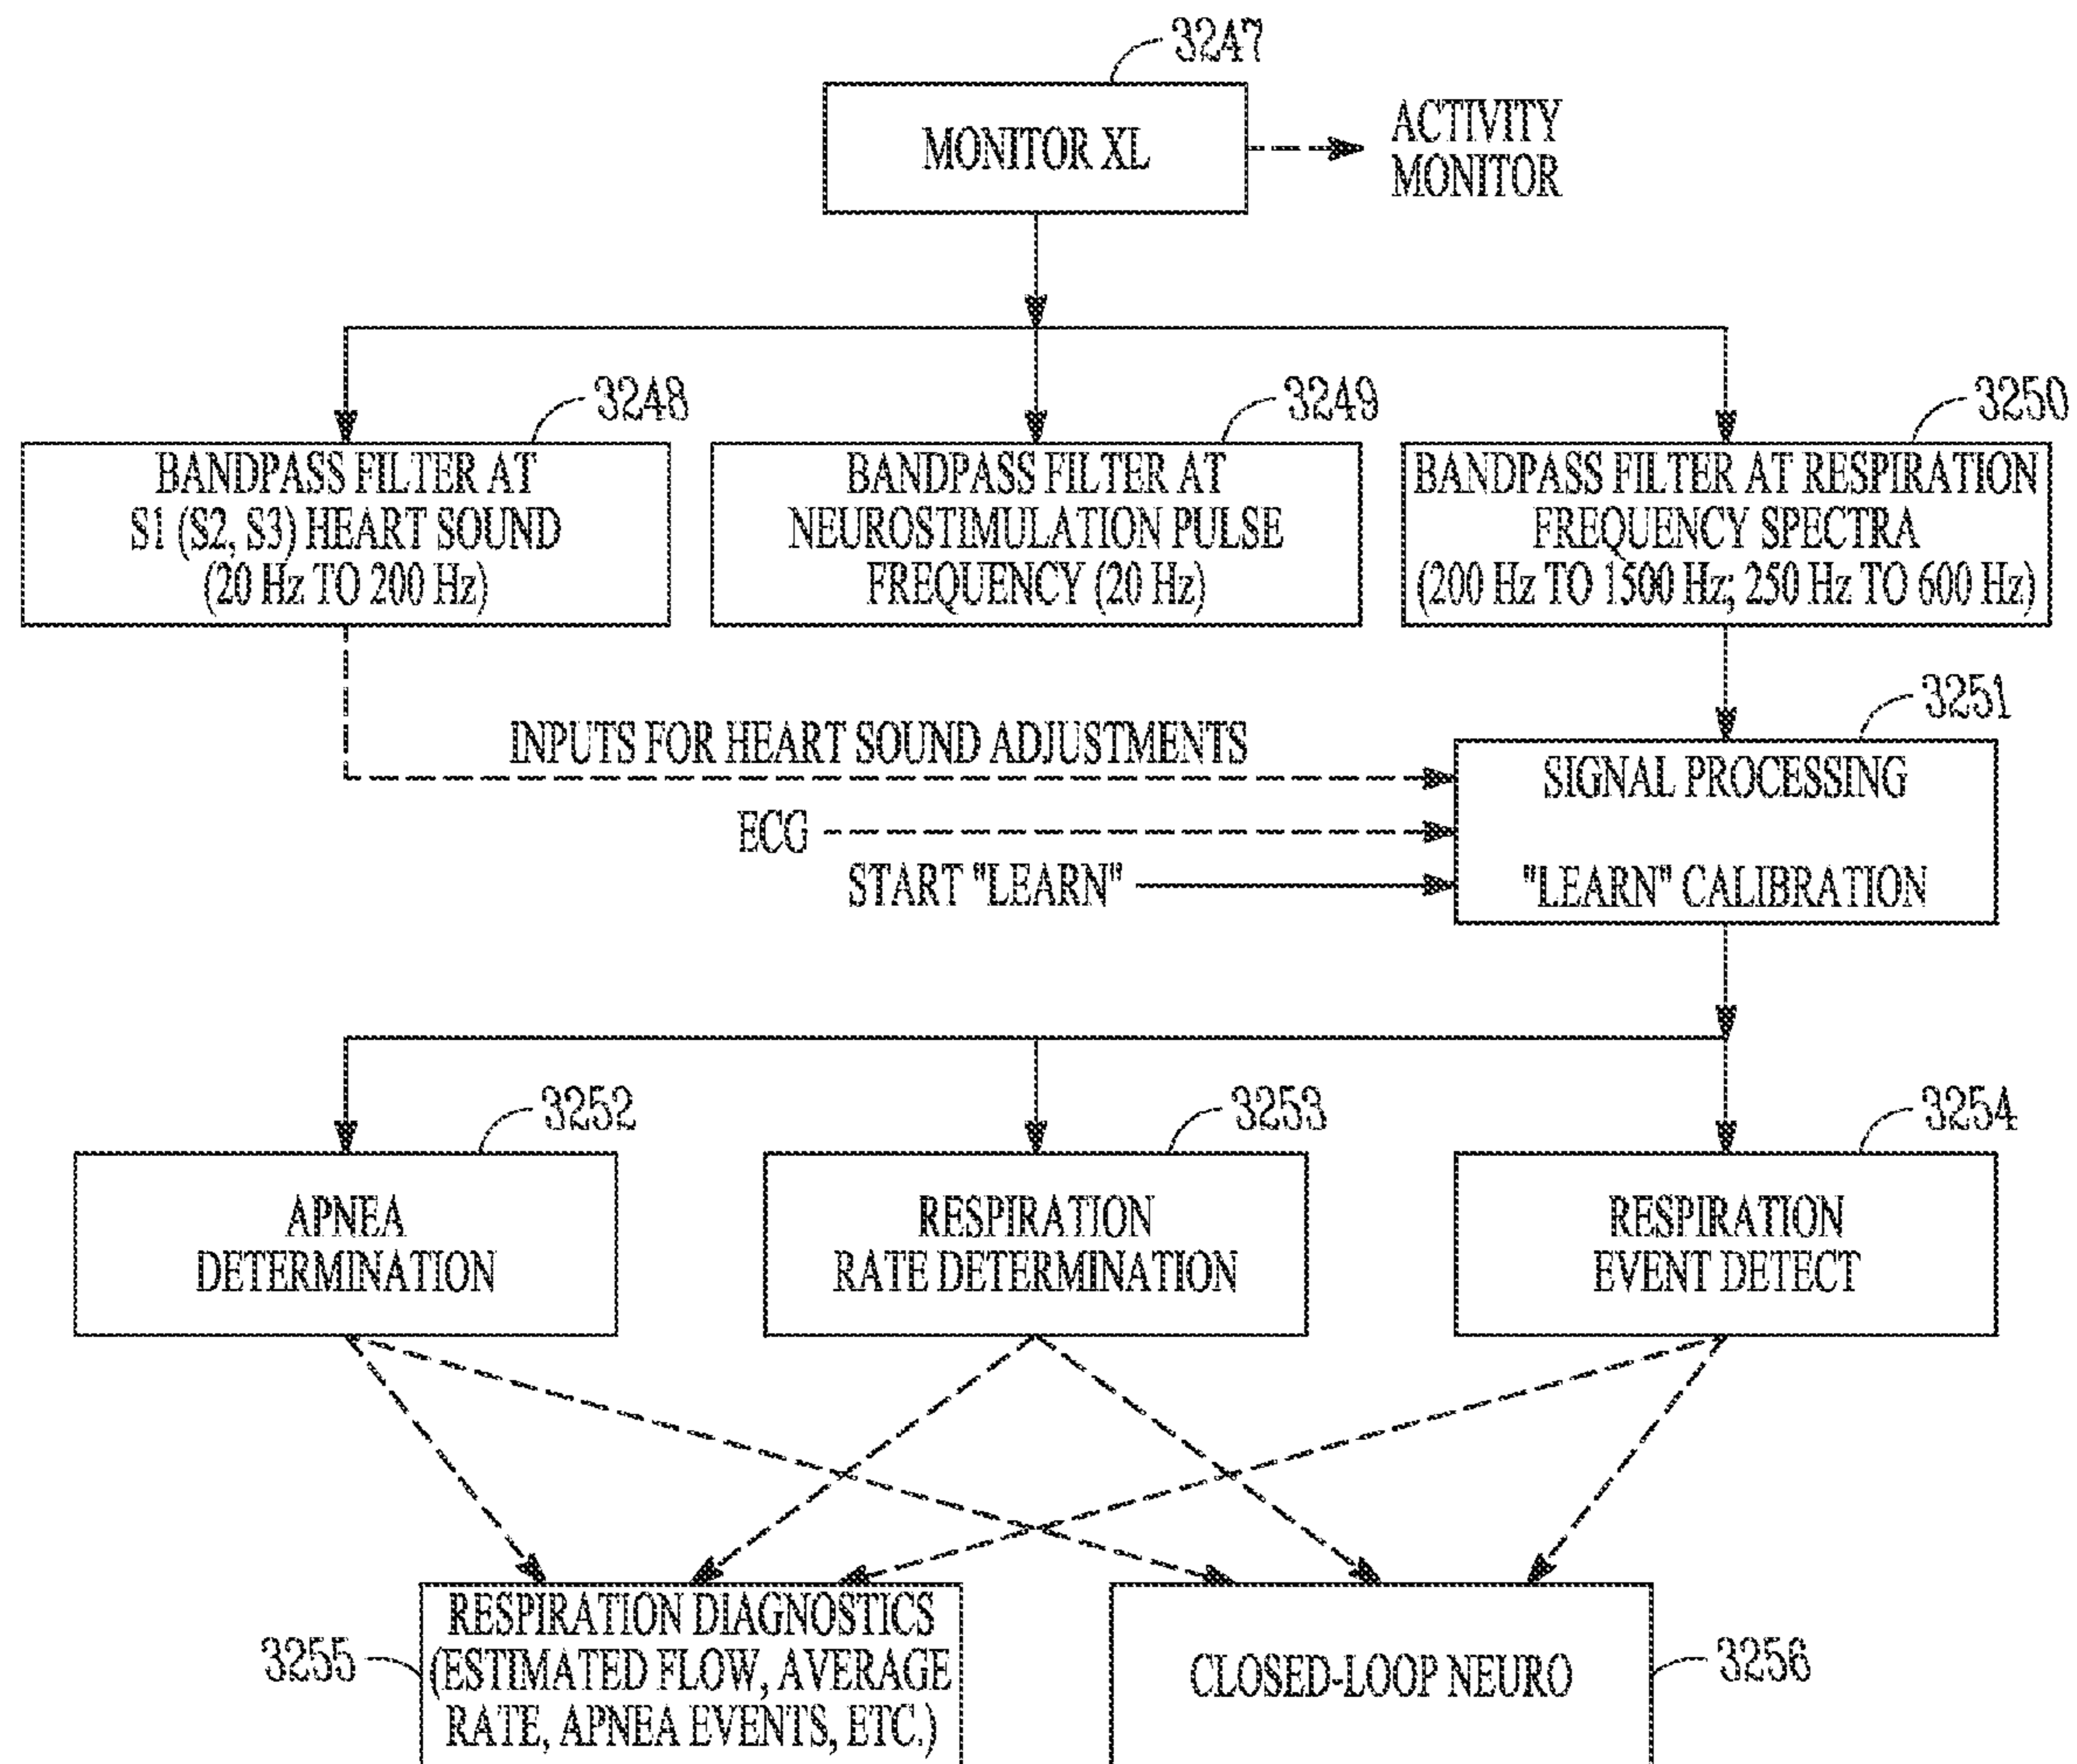 3247
MONITOR XL
ACTIVITY
MONITOR
3248
3249
3250
BANDPASS FILTER AT
S1 (S2, S3) HEART SOUND
(20 Hz TO 200 Hz)
BANDPASS FILTER AT
NEUROSTIMULATION PULSE
FREQUENCY (20 Hz)
BANDPASS FILTER AT RESPIRATION
FREQUENCY SPECTRA
(200 Hz TO 1500 Hz; 250 Hz TO 600 Hz)
3251
INPUTS FOR HEART SOUND ADJUSTMENTS
ECG
START "LEARN"
SIGNAL PROCESSING
"LEARN" CALIBRATION
3252
3253
3254
APNEA
DETERMINATION
RESPIRATION
RATE DETERMINATION
RESPIRATION
EVENT DETECT
3255
RESPIRATION DIAGNOSTICS
(ESTIMATED FLOW, AVERAGE
RATE, APNEA EVENTS, ETC.)
CLOSED-LOOP NEURO
3256